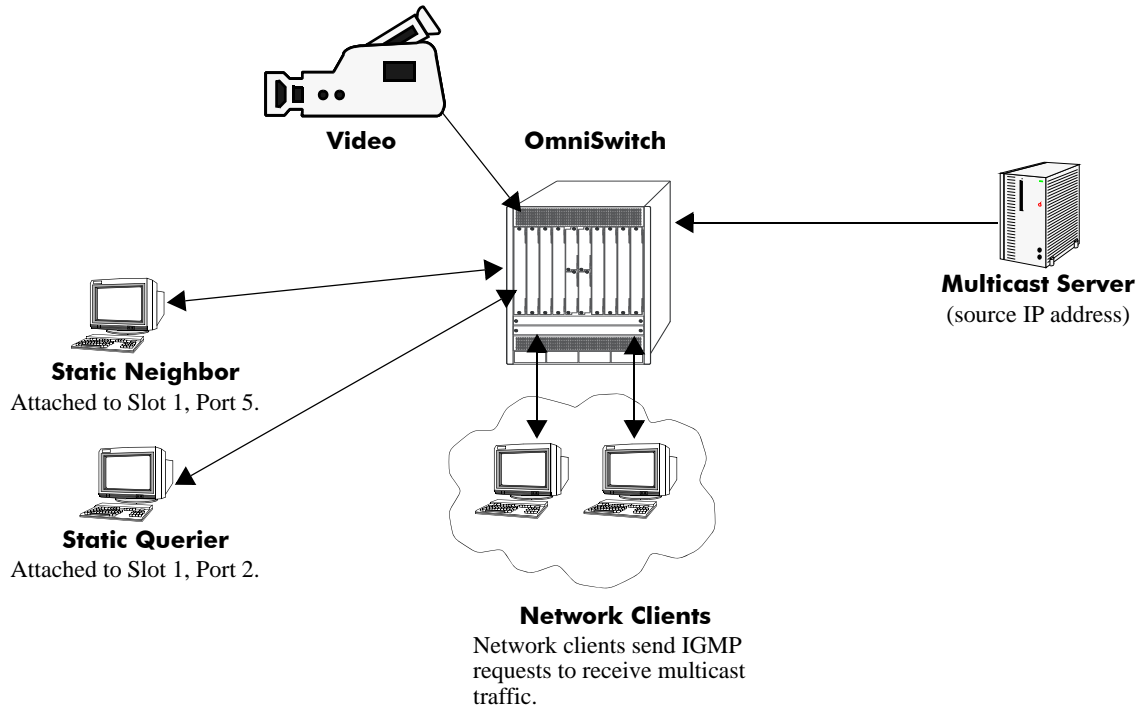 Video
OmniSwitch
Multicast Server
(source IP address)
Static Neighbor
Attached to Slot 1, Port 5.
Static Querier
Attached to Slot 1, Port 2.
Network Clients
Network clients send IGMP
requests to receive multicast
traffic.